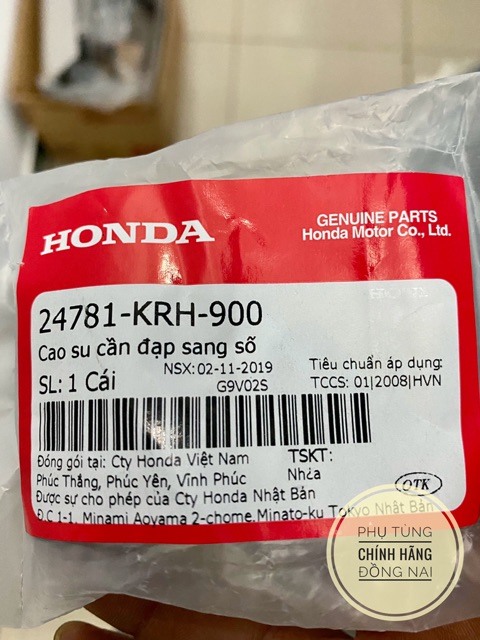 HONDA
GENUINE PARTS
Honda Motor Co., Ltd.
24781-KRH-900
Cao su cần đạp sang số
NSX: 02-11-2019
Tiêu chuẩn áp dụng:
SL: 1 Cái
G9V02S
TCCS: 01|2008|HVN
Đóng gói tại: Cty Honda Việt Nam
TSKT:
Phúc Thắng, Phúc Yên, Vĩnh Phúc
Nhựa
Được sự cho phép của Cty Honda Nhật Bản
QTK
Đ.C 1-1, Minami Aoyama 2-chome, Minato-ku Tokyo Nhật Bản
PHỤ TÙNG
CHÍNH HÃNG
ĐỒNG NAI